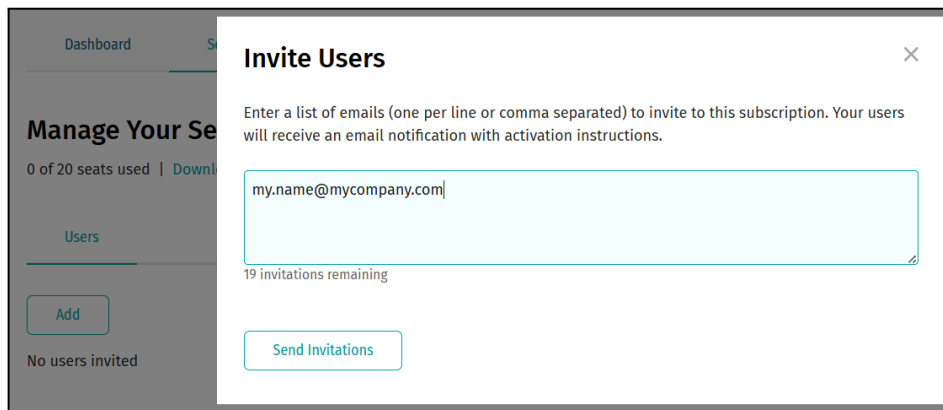 Dashboard
Invite Users
Enter a list of emails (one per line or comma separated) to invite to this subscription. Your users
will receive an email notification with activation instructions.
Manage Your
0 of 20 seats used |
my.name@mycompany.com
Users
19 invitations remaining
Add
Send Invitations
No users invited